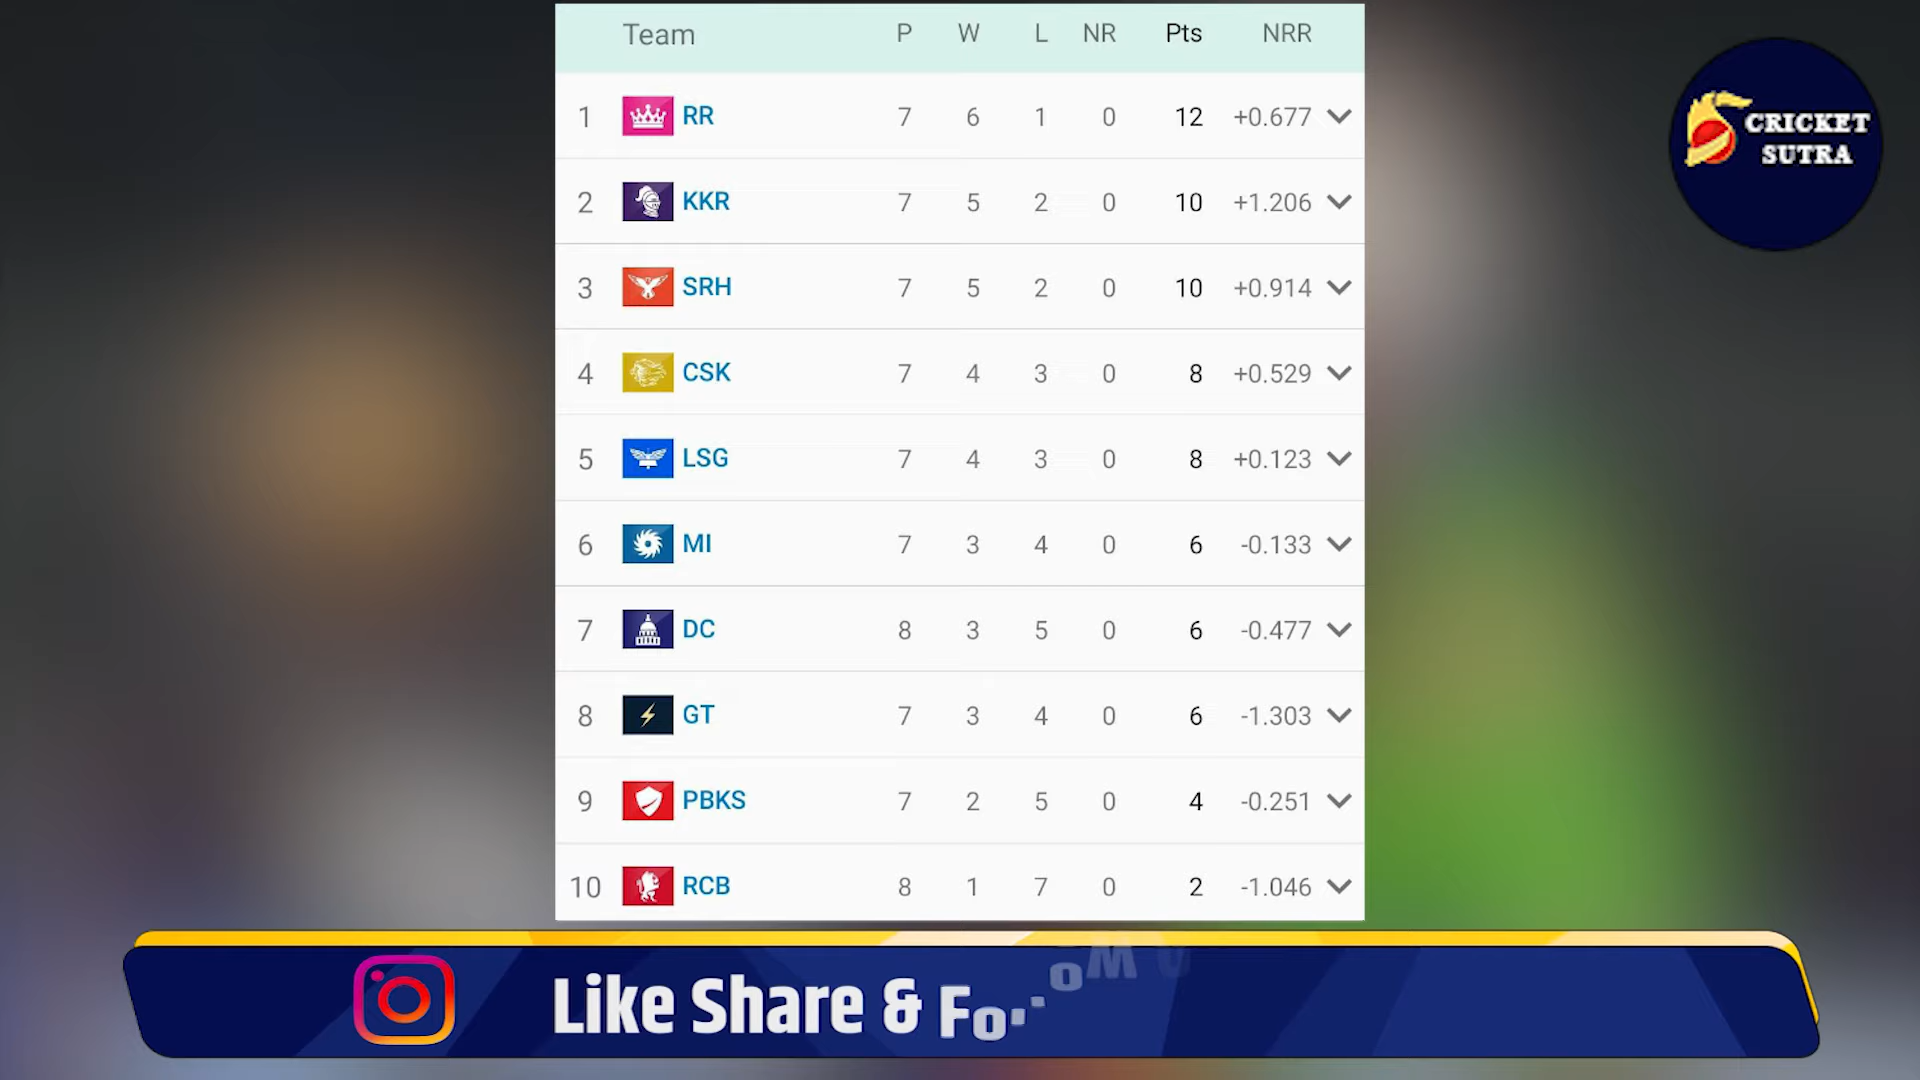 Team P W L NR Pts NRR
1 RR 7 6 1 0 12 +0.677
2 KKR 7 5 2 0 10 +1.206
3 SRH 7 5 2 0 10 +0.914
4 CSK 7 4 3 0 8 +0.529
5 LSG 7 4 3 0 8 +0.123
6 MI 7 3 4 0 6 -0.133
7 DC 8 3 5 0 6 -0.477
8 GT 7 3 4 0 6 -1.303
9 PBKS 7 2 5 0 4 -0.251
10 RCB 8 1 7 0 2 -1.046
CRICKET
SUTRA
Like Share &